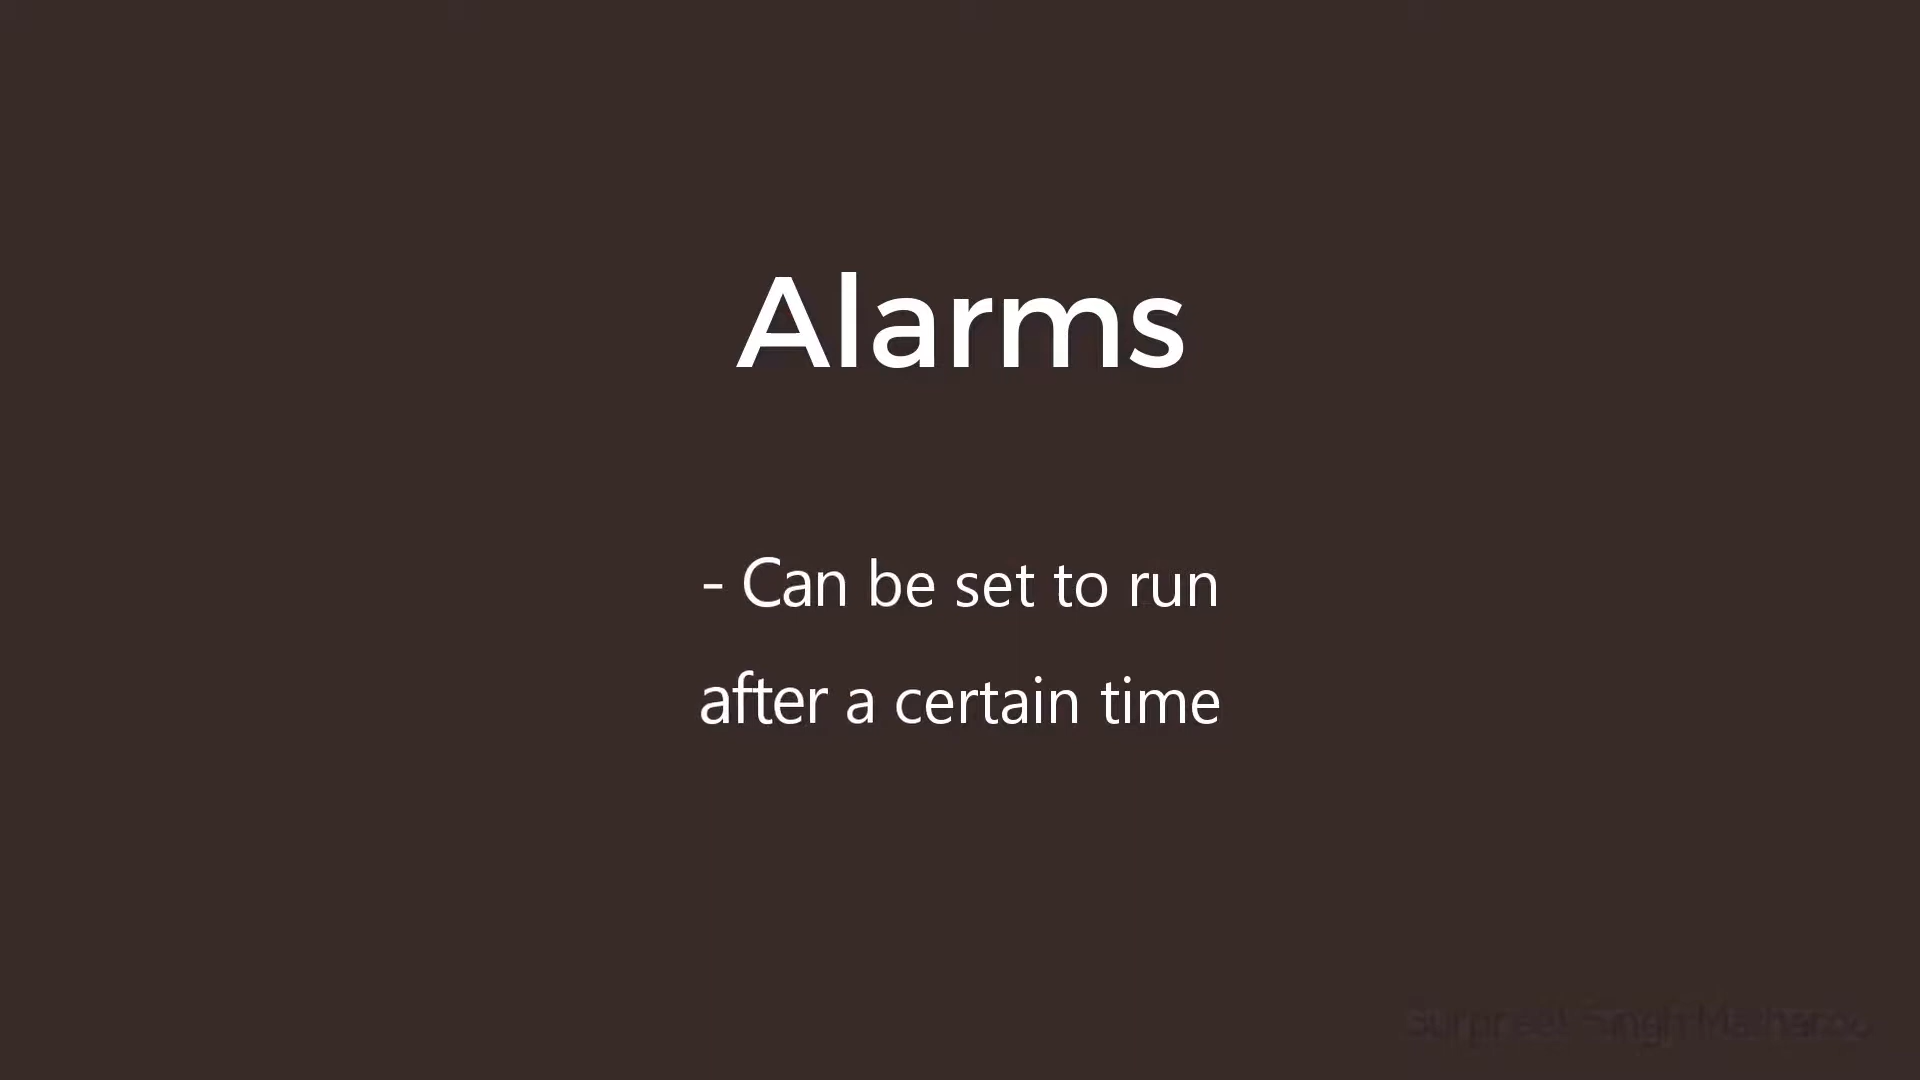 Alarms
- Can be set to run
after a certain time